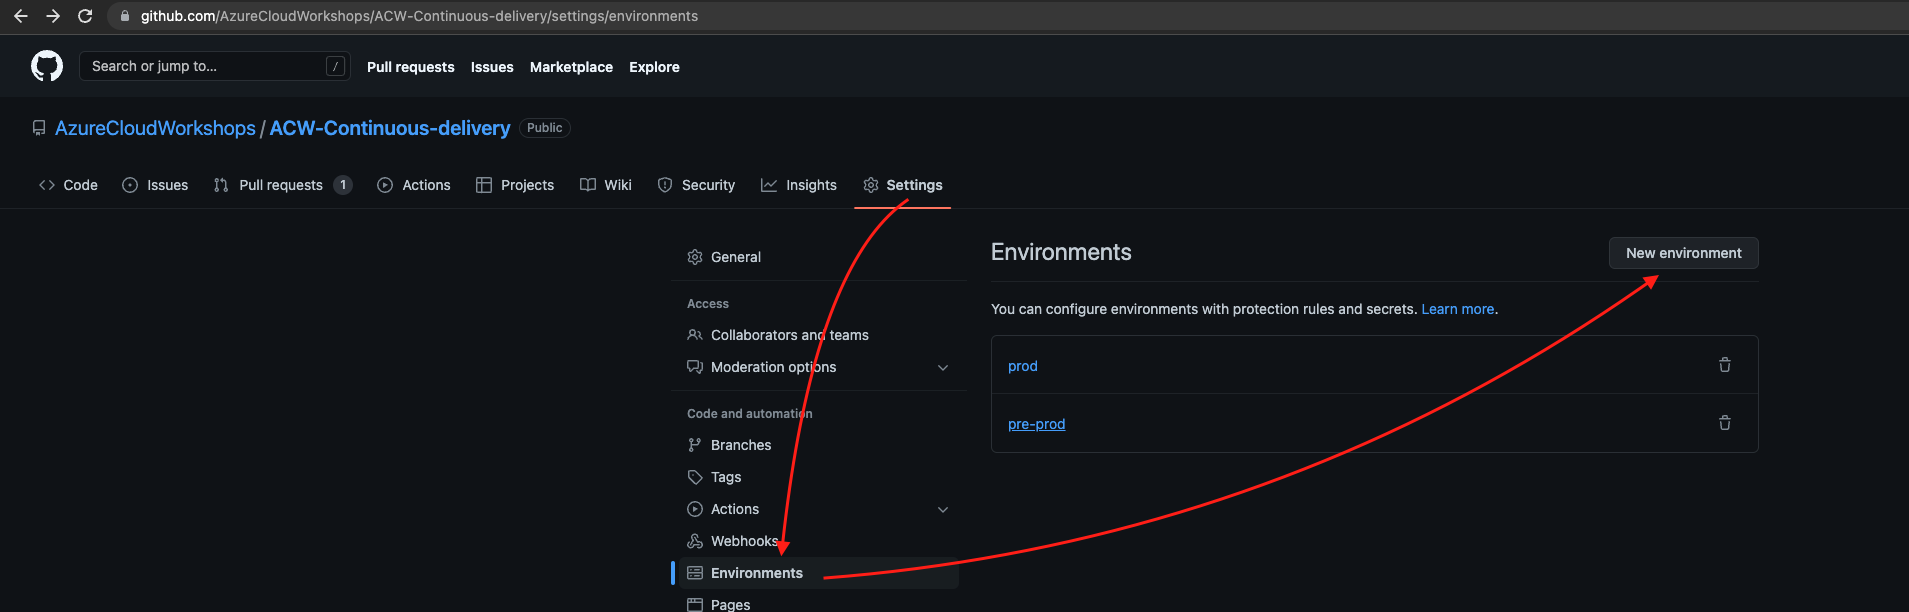 github.com/AzureCloudWorkshops/ACW-Continuous-delivery/settings/environments
Search or jump to... / Pull requests Issues Marketplace Explore
AzureCloudWorkshops / ACW-Continuous-delivery Public
Code Issues Pull requests 1 Actions Projects Wiki Security Insights Settings
General
Access
Collaborators and teams
Moderation options
Code and automation
Branches
Tags
Actions
Webhooks
Environments
Pages
Environments
New environment
You can configure environments with protection rules and secrets. Learn more.
prod
pre-prod